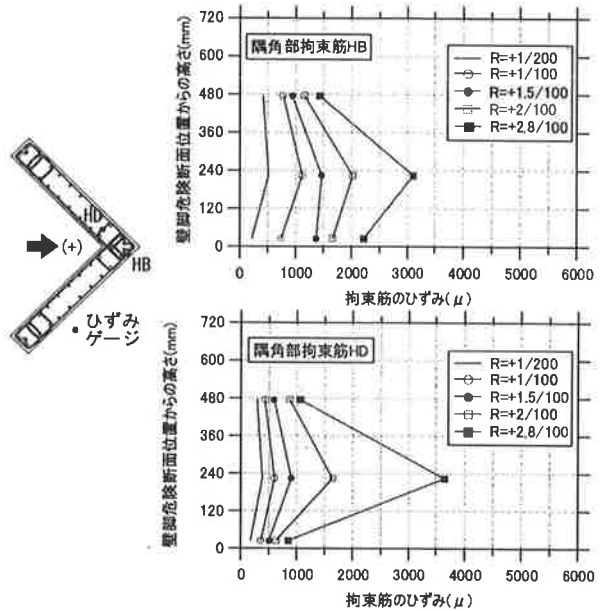 壁脚危険断面位置からの高さ(mm)
720
600
480
360
240
120
0
隅角部拘束筋HB
R=+1/200
R=+1/100
R=+1.5/100
R=+2/100
R=+2.8/100
0 1000 2000 3000 4000 5000 6000
拘束筋のひずみ(μ)
HD
(+)
HB
ひずみ
ゲージ
壁脚危険断面位置からの高さ(mm)
720
600
480
360
240
120
0
隅角部拘束筋HD
R=+1/200
R=+1/100
R=+1.5/100
R=+2/100
R=+2.8/100
0 1000 2000 3000 4000 5000 6000
拘束筋のひずみ(μ)